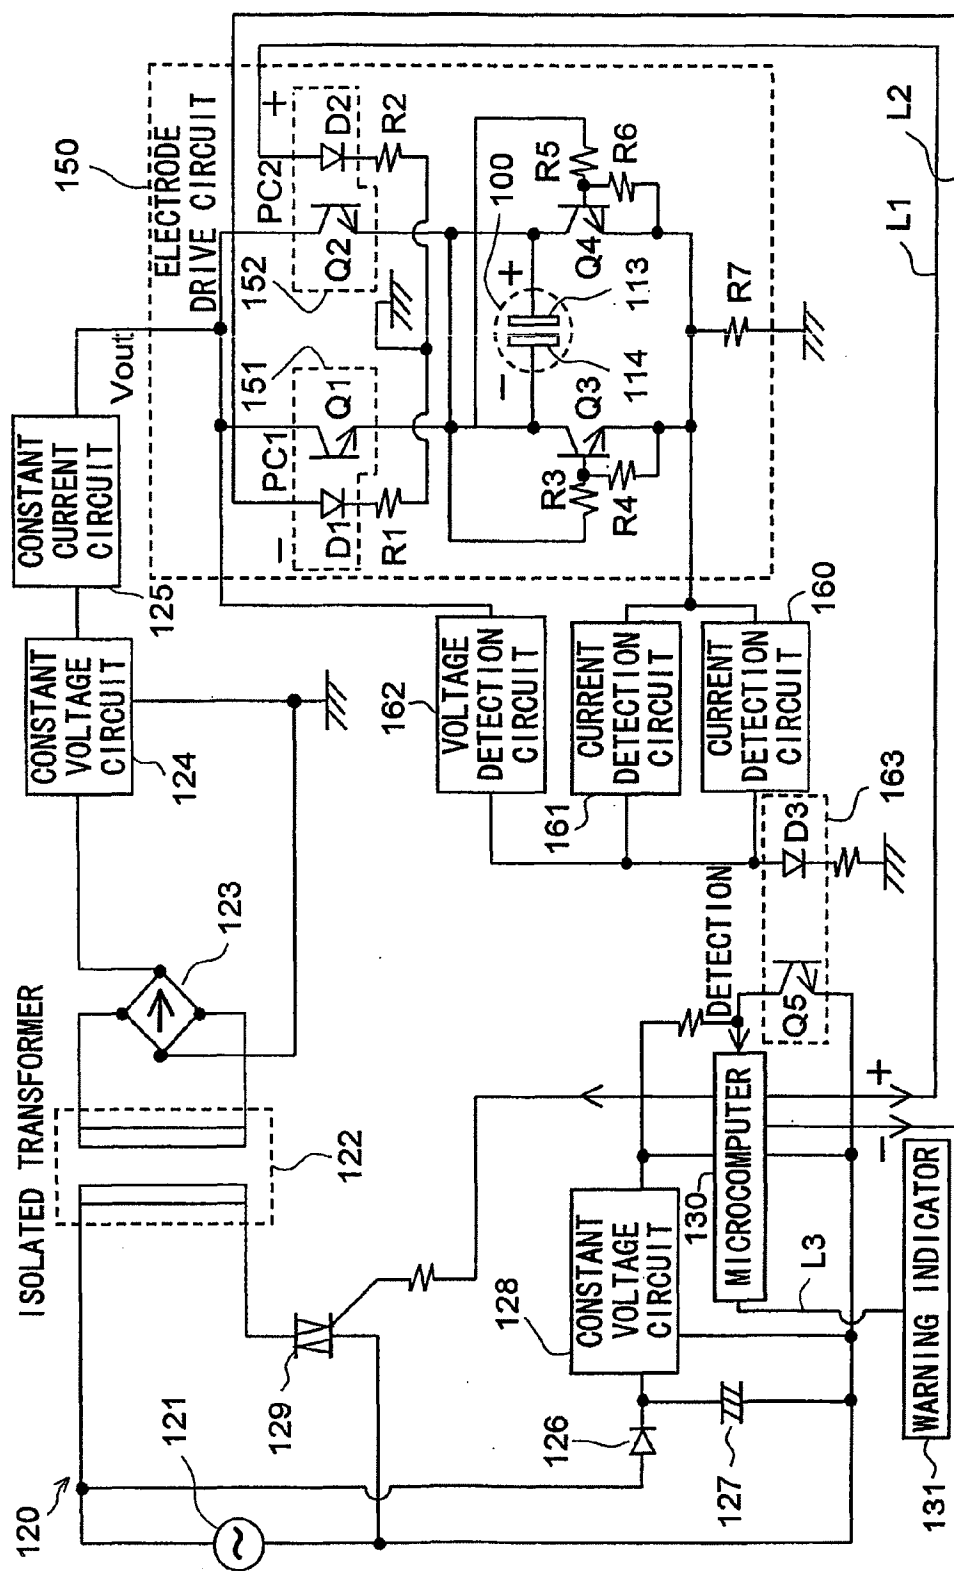 120
121
ISOLATED TRANSFORMER
122
123
129
CONSTANT
VOLTAGE
CIRCUIT
124
CONSTANT
CURRENT
CIRCUIT
125
Vout
150
ELECTRODE
DRIVE CIRCUIT
PC1
PC2
−
+
D1
Q1
151
152
Q2
D2
R1
R2
100
−
+
114
113
R3
R4
Q3
Q4
R5
R6
R7
162
VOLTAGE
DETECTION
CIRCUIT
161
CURRENT
DETECTION
CIRCUIT
160
CURRENT
DETECTION
CIRCUIT
163
D3
Q5
DETECTION
126
127
128
CONSTANT
VOLTAGE
CIRCUIT
130
MICROCOMPUTER
−
+
L3
131
WARNING INDICATOR
L1
L2